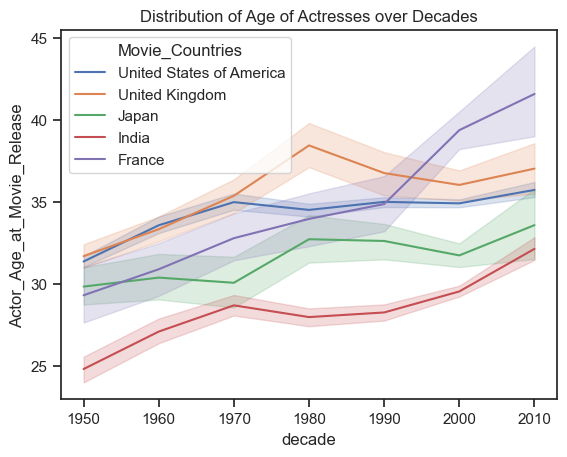 Distribution of Age of Actresses over Decades
45
40
35
30
25
Actor_Age_at_Movie_Release
Movie_Countries
United States of America
United Kingdom
Japan
India
France
1950 1960 1970 1980 1990 2000 2010
decade